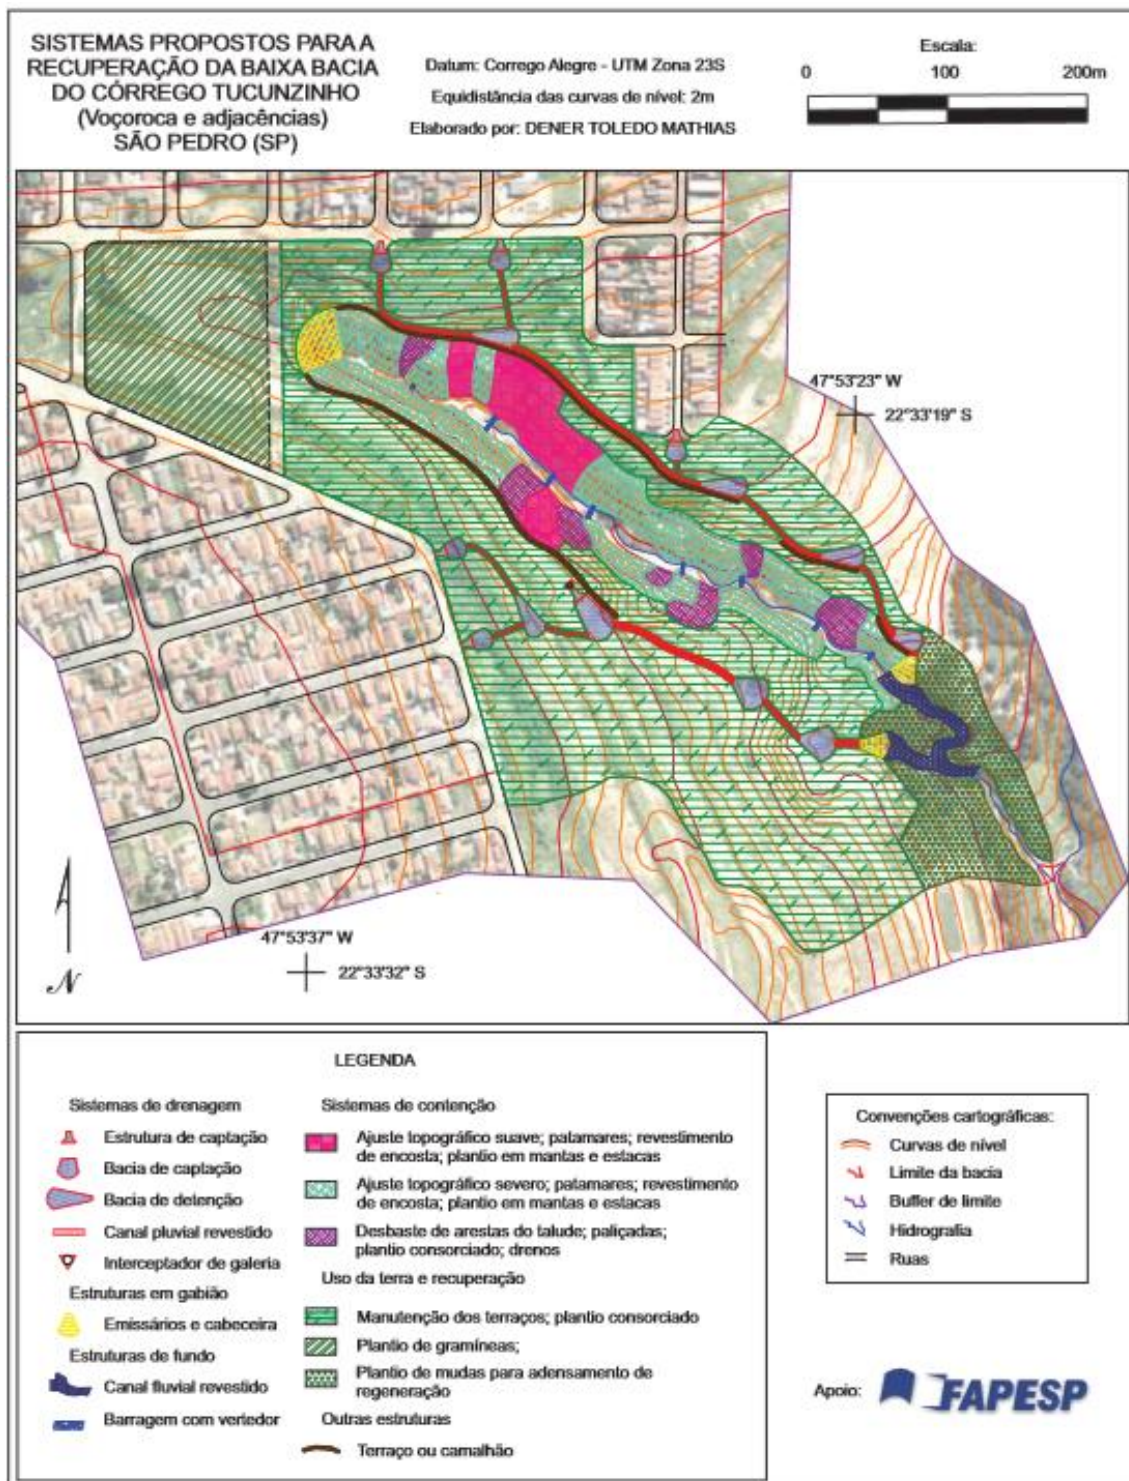 SISTEMAS PROPOSTOS PARA A
RECUPERAÇÃO DA BAIXA BACIA
DO CÓRREGO TUCUNZINHO
(Voçoroca e adjacências)
SÃO PEDRO (SP)
Datum: Corrego Alegre - UTM Zona 23S
Equidistância das curvas de nível: 2m
Elaborado por: DENER TOLEDO MATHIAS
Escala:
0 100 200m
47°53'23" W
22°33'19" S
47°53'37" W
22°33'32" S
N
LEGENDA
Sistemas de drenagem
Estrutura de captação
Bacia de captação
Bacia de detenção
Canal pluvial revestido
Interceptador de galeria
Estruturas em gabião
Emissários e cabeceira
Estruturas de fundo
Canal fluvial revestido
Barragem com vertedor
Sistemas de contenção
Ajuste topográfico suave; patamares; revestimento
de encosta; plantio em mantas e estacas
Ajuste topográfico severo; patamares; revestimento
de encosta; plantio em mantas e estacas
Desbaste de arestas do talude; paliçadas;
plantio consorciado; drenos
Uso da terra e recuperação
Manutenção dos terraços; plantio consorciado
Plantio de gramíneas;
Plantio de mudas para adensamento de
regeneração
Outras estruturas
Terraço ou camalhão
Convenções cartográficas:
Curvas de nível
Limite da bacia
Buffer de limite
Hidrografia
Ruas
Apoio:
FAPESP